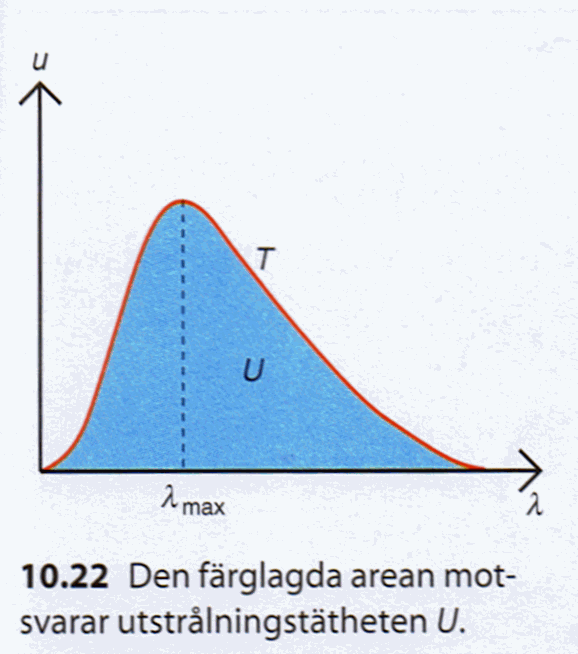 u
T
U
λmax
λ
10.22 Den färglagda arean mot-
svarar utstrålningstätheten U.